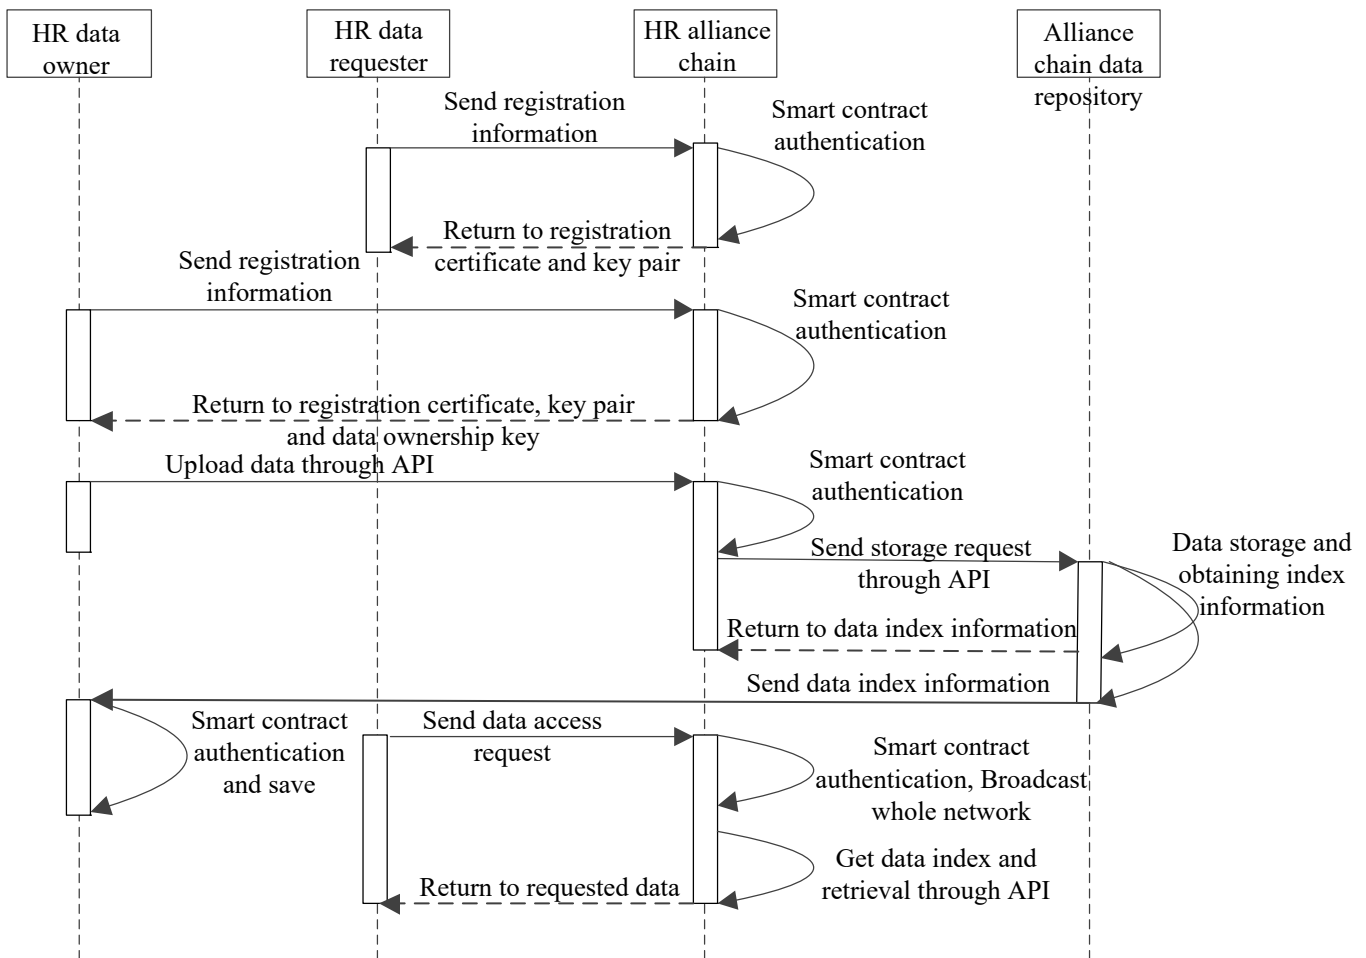 HR data
owner
HR data
requester
HR alliance
chain
Alliance
chain data
repository
Send registration
information
Smart contract
authentication
Return to registration
certificate and key pair
Send registration
information
Smart contract
authentication
Return to registration certificate, key pair
and data ownership key
Upload data through API
Smart contract
authentication
Send storage request
through API
Data storage and
obtaining index
information
Return to data index information
Send data index information
Smart contract
authentication
and save
Send data access
request
Smart contract
authentication, Broadcast
whole network
Get data index and
retrieval through API
Return to requested data